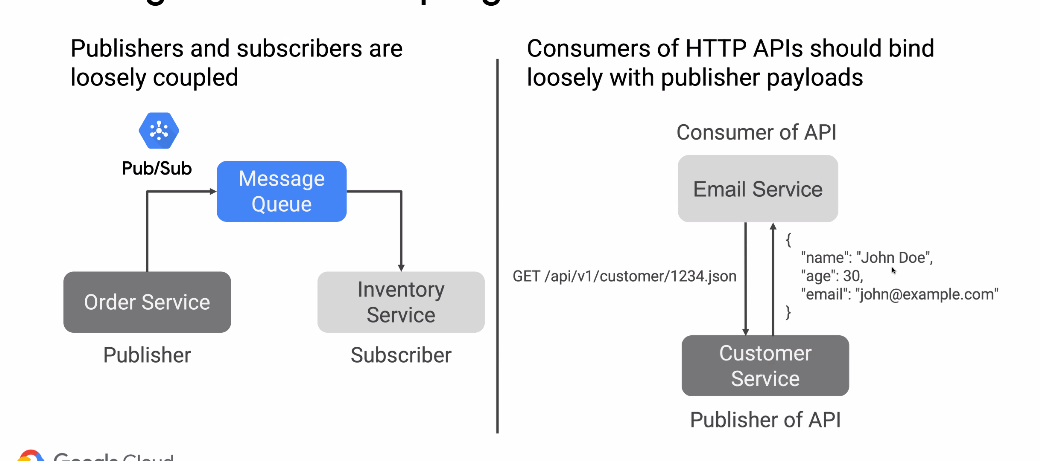 Publishers and subscribers are
loosely coupled
Pub/Sub
Message
Queue
Order Service
Publisher
Inventory
Service
Subscriber
Consumers of HTTP APIs should bind
loosely with publisher payloads
Consumer of API
Email Service
GET /api/v1/customer/1234.json
{
"name": "John Doe",
"age": 30,
"email": "john@example.com"
}
Customer
Service
Publisher of API
Google Cloud